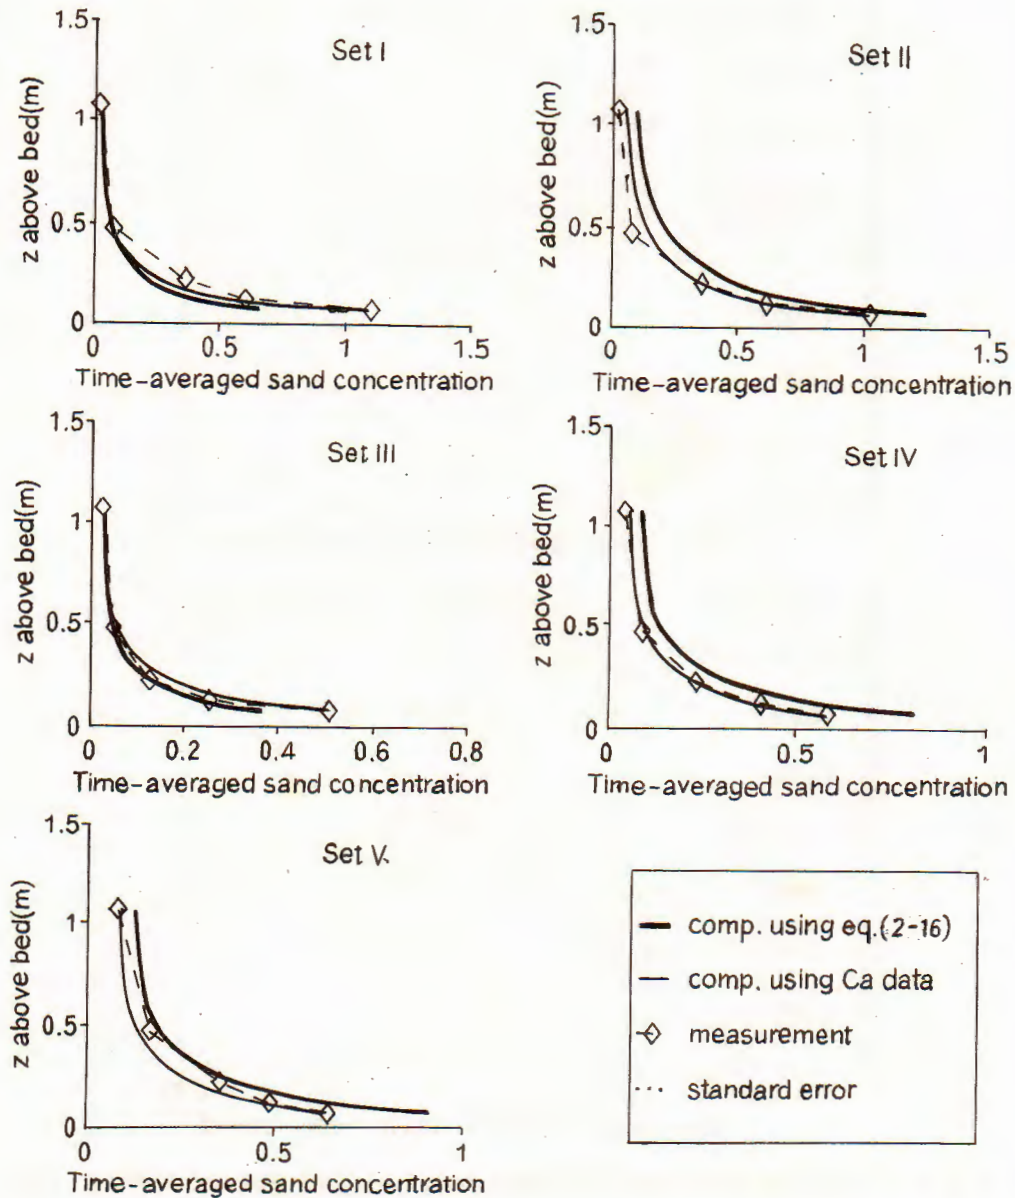 1.5
Set I
z above bed(m)
1
0.5
0
0 0.5 1 1.5
Time-averaged sand concentration
1.5
Set II
z above bed(m)
1
0.5
0
0 0.5 1 1.5
Time-averaged sand concentration
1.5
Set III
z above bed(m)
1
0.5
0
0 0.2 0.4 0.6 0.8
Time-averaged sand concentration
1.5
Set IV
z above bed(m)
1
0.5
0
0 0.5 1
Time-averaged sand concentration
1.5
Set V
z above bed(m)
1
0.5
0
0 0.5 1
Time-averaged sand concentration
comp. using eq.(2-16)
comp. using Ca data
measurement
standard error